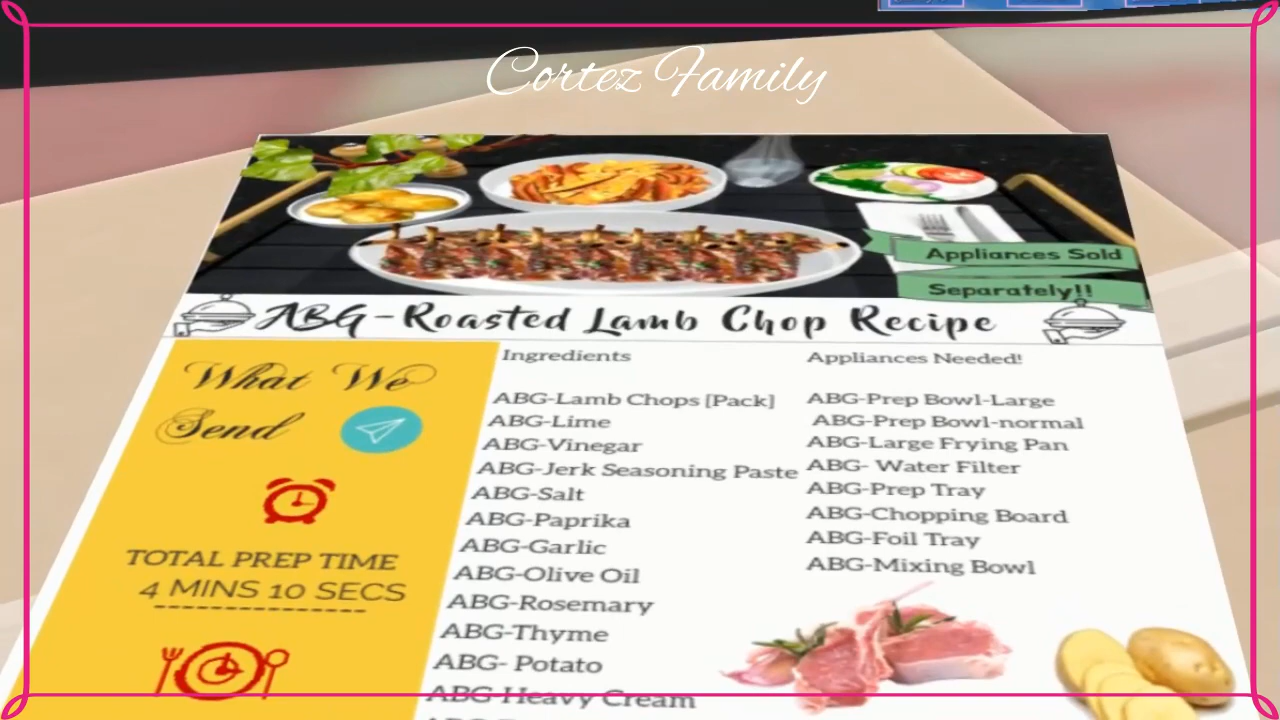 Cortez Family
Appliances Sold
Separately!!
ABG-Roasted Lamb Chop Recipe
What We
Send
TOTAL PREP TIME
4 MINS 10 SECS
Ingredients
ABG-Lamb Chops [Pack]
ABG-Lime
ABG-Vinegar
ABG-Jerk Seasoning Paste
ABG-Salt
ABG-Paprika
ABG-Garlic
ABG-Olive Oil
ABG-Rosemary
ABG-Thyme
ABG- Potato
ABG-Heavy Cream
Appliances Needed!
ABG-Prep Bowl-Large
ABG-Prep Bowl-normal
ABG-Large Frying Pan
ABG- Water Filter
ABG-Prep Tray
ABG-Chopping Board
ABG-Foil Tray
ABG-Mixing Bowl